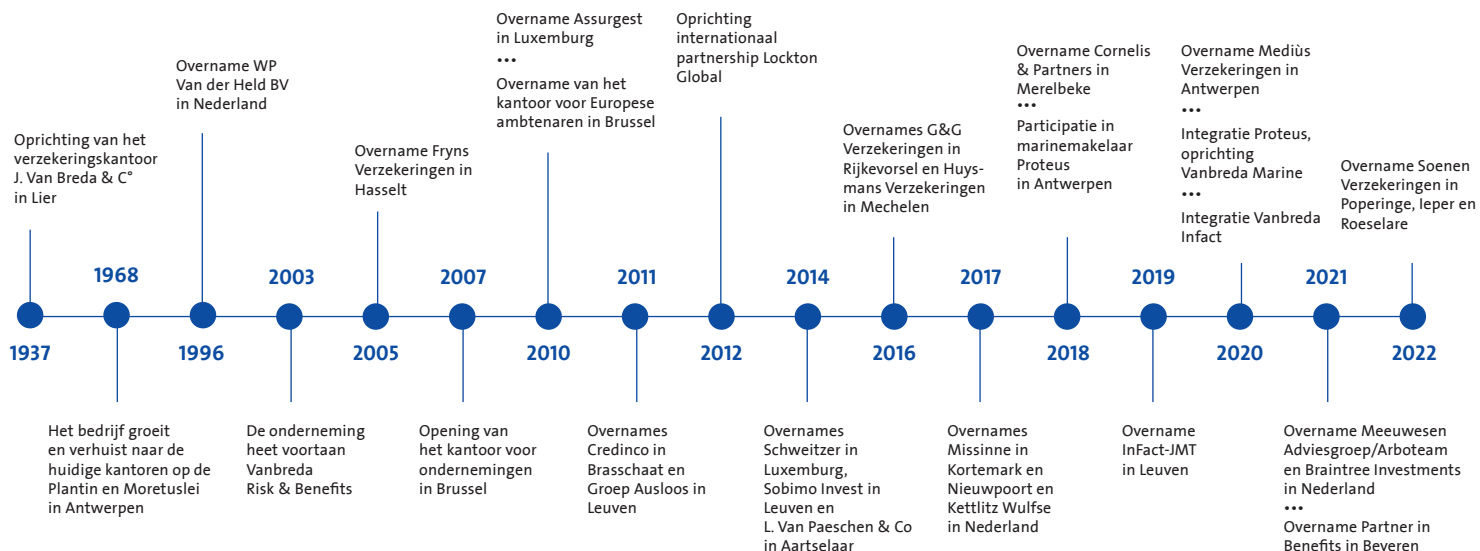 Oprichting van het
verzekeringskantoor
J. Van Breda & C°
in Lier
1937
1968
Het bedrijf groeit
en verhuist naar de
huidige kantoren op de
Plantin en Moretuslei
in Antwerpen
Overname WP
Van der Held BV
in Nederland
1996
2003
De onderneming
heet voortaan
Vanbreda
Risk & Benefits
Overname Fryns
Verzekeringen in
Hasselt
2005
2007
Opening van
het kantoor voor
ondernemingen
in Brussel
Overname Assurgest
in Luxemburg
•••
Overname van het
kantoor voor Europese
ambtenaren in Brussel
2010
2011
Overnames
Credinco in
Brasschaat en
Groep Ausloos in
Leuven
Oprichting
internationaal
partnership Lockton
Global
2012
2014
Overnames
Schweitzer in
Luxemburg,
Sobimo Invest in
Leuven en
L. Van Paeschen & Co
in Aartselaar
Overnames G&G
Verzekeringen in
Rijkevorsel en Huys-
mans Verzekeringen
in Mechelen
2016
2017
Overnames
Missinne in
Kortemark en
Nieuwpoort en
Kettlitz Wulfse
in Nederland
Overname Cornelis
& Partners in
Merelbeke
•••
Participatie in
marinemakelaar
Proteus
in Antwerpen
2018
2019
Overname
InFact-JMT
in Leuven
Overname Mediùs
Verzekeringen in
Antwerpen
•••
Integratie Proteus,
oprichting
Vanbreda Marine
•••
Integratie Vanbreda
Infact
2020
2021
Overname Meeuwesen
Adviesgroep/Arboteam
en Braintree Investments
in Nederland
•••
Overname Partner in
Benefits in Beveren
Overname Soenen
Verzekeringen in
Poperinge, Ieper en
Roeselare
2022